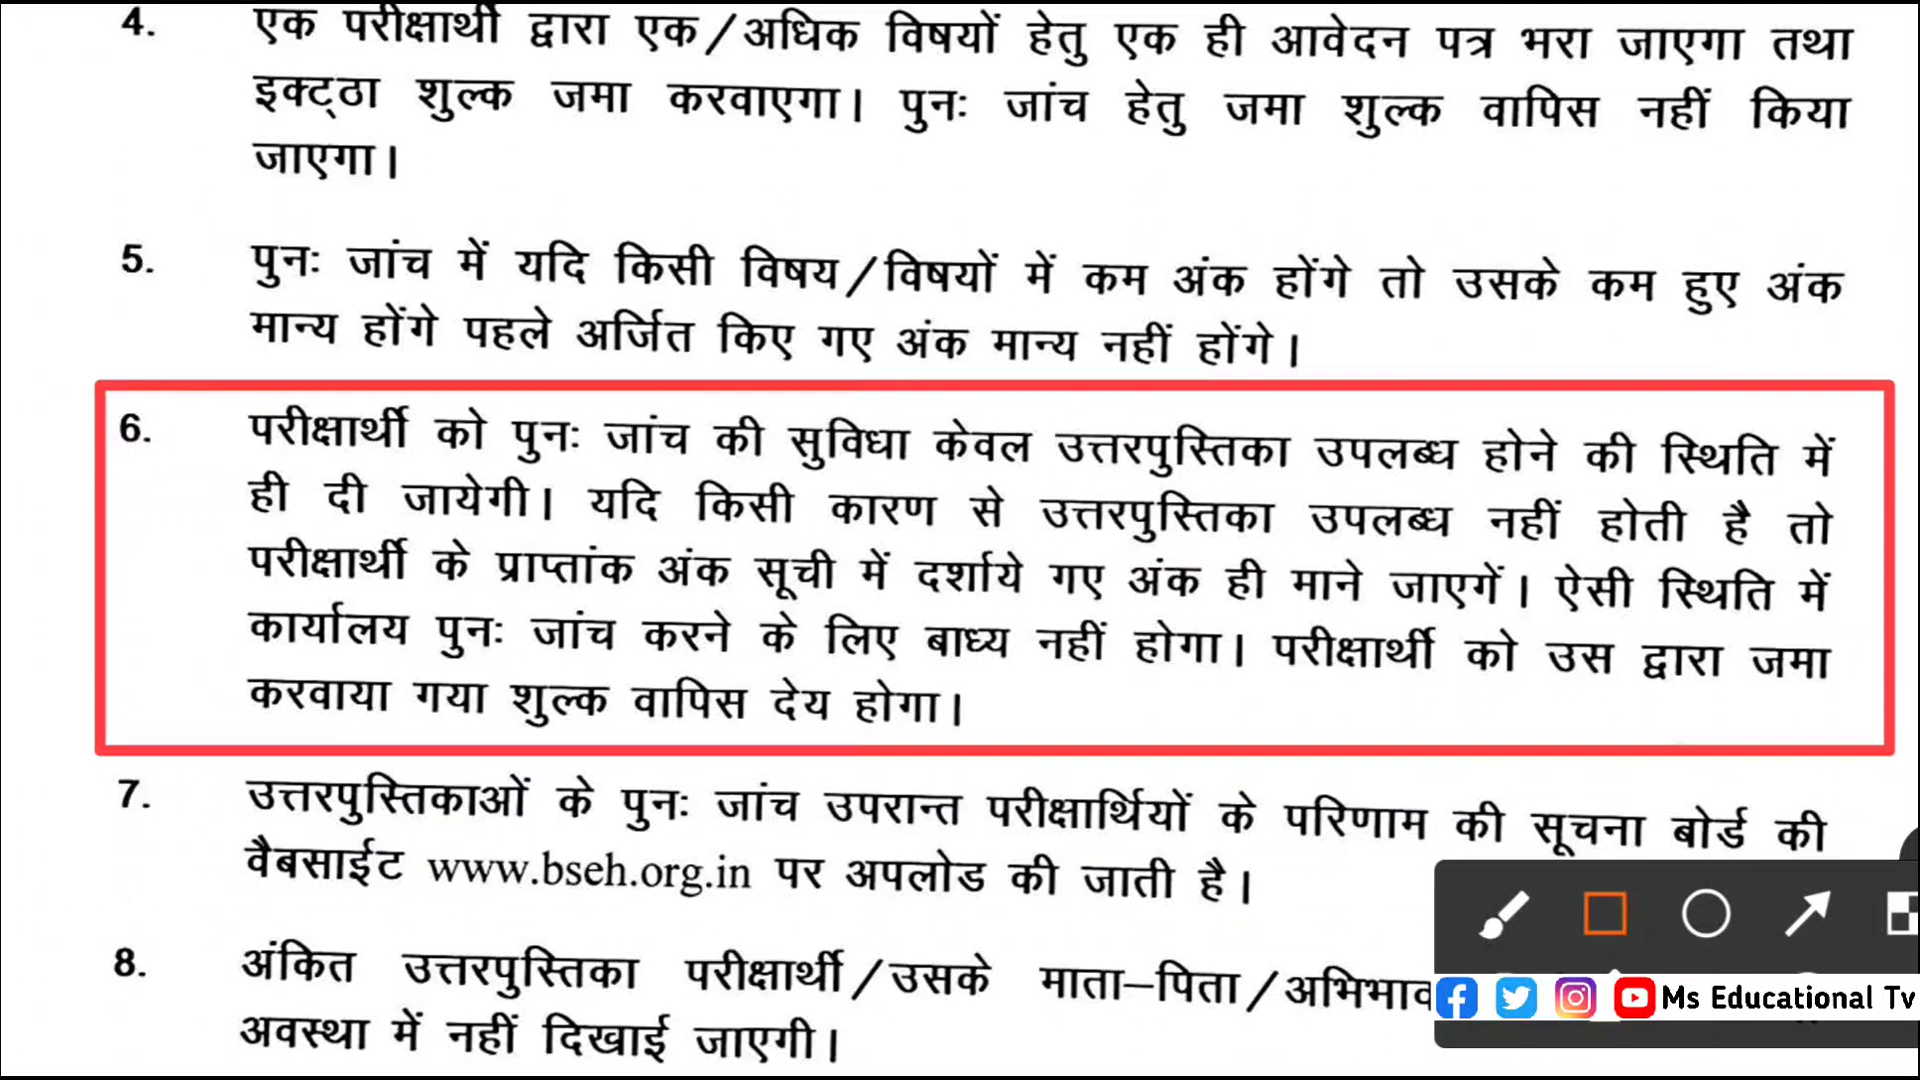 4. एक परीक्षार्थी द्वारा एक/अधिक विषयों हेतु एक ही आवेदन पत्र भरा जाएगा तथा
इक्ट्ठा शुल्क जमा करवाएगा। पुनः जांच हेतु जमा शुल्क वापिस नहीं किया
जाएगा।
5. पुनः जांच में यदि किसी विषय/विषयों में कम अंक होंगे तो उसके कम हुए अंक
मान्य होंगे पहले अर्जित किए गए अंक मान्य नहीं होंगे।
6. परीक्षार्थी को पुनः जांच की सुविधा केवल उत्तरपुस्तिका उपलब्ध होने की स्थिति में
ही दी जायेगी। यदि किसी कारण से उत्तरपुस्तिका उपलब्ध नहीं होती है तो
परीक्षार्थी के प्राप्तांक अंक सूची में दर्शाये गए अंक ही माने जाएगें। ऐसी स्थिति में
कार्यालय पुनः जांच करने के लिए बाध्य नहीं होगा। परीक्षार्थी को उस द्वारा जमा
करवाया गया शुल्क वापिस देय होगा।
7. उत्तरपुस्तिकाओं के पुनः जांच उपरान्त परीक्षार्थियों के परिणाम की सूचना बोर्ड की
वैबसाईट www.bseh.org.in पर अपलोड की जाती है।
8. अंकित उत्तरपुस्तिका परीक्षार्थी/उसके माता–पिता/अभिभाव
अवस्था में नहीं दिखाई जाएगी।
Ms Educational Tv